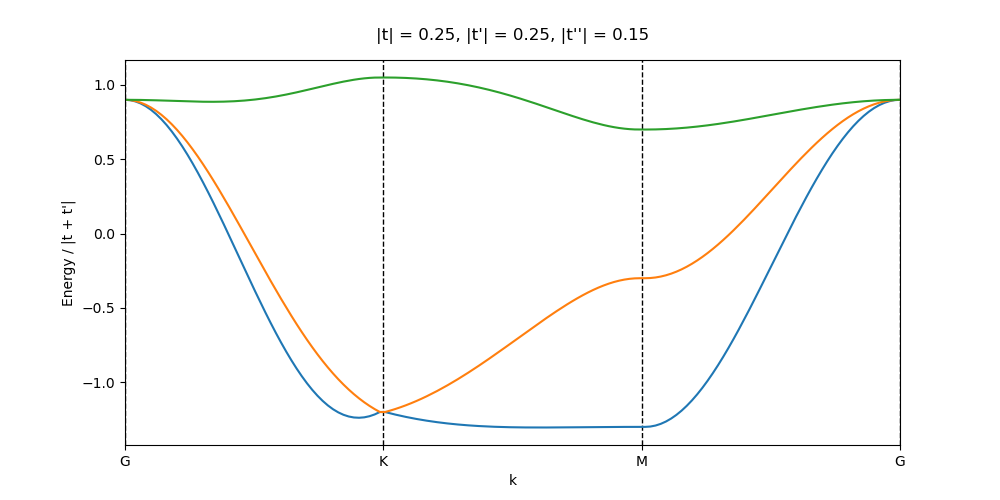 |t| = 0.25, |t'| = 0.25, |t''| = 0.15
Energy / |t + t'|
1.0
0.5
0.0
−0.5
−1.0
G
K
M
G
k